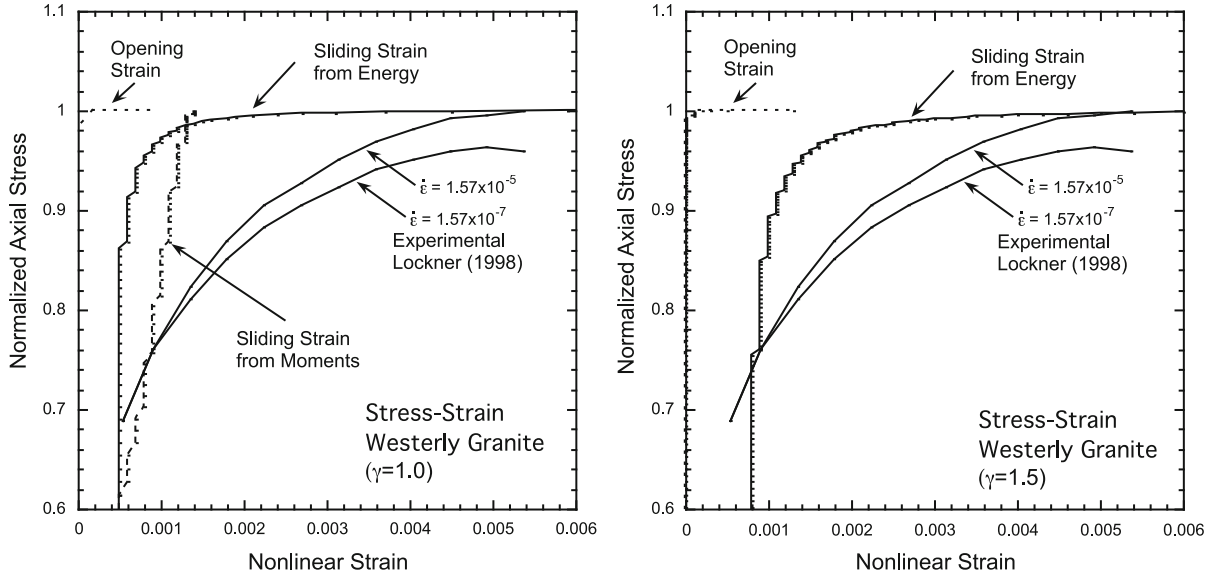 1.1
1
0.9
0.8
0.7
0.6
Normalized Axial Stress
Opening
Strain
Sliding Strain
from Energy
ε̇ = 1.57x10⁻⁵
ε̇ = 1.57x10⁻⁷
Experimental
Lockner (1998)
Sliding Strain
from Moments
Stress-Strain
Westerly Granite
(γ=1.0)
0 0.001 0.002 0.003 0.004 0.005 0.006
Nonlinear Strain
1.1
1
0.9
0.8
0.7
0.6
Normalized Axial Stress
Opening
Strain
Sliding Strain
from Energy
ε̇ = 1.57x10⁻⁵
ε̇ = 1.57x10⁻⁷
Experimental
Lockner (1998)
Stress-Strain
Westerly Granite
(γ=1.5)
0 0.001 0.002 0.003 0.004 0.005 0.006
Nonlinear Strain